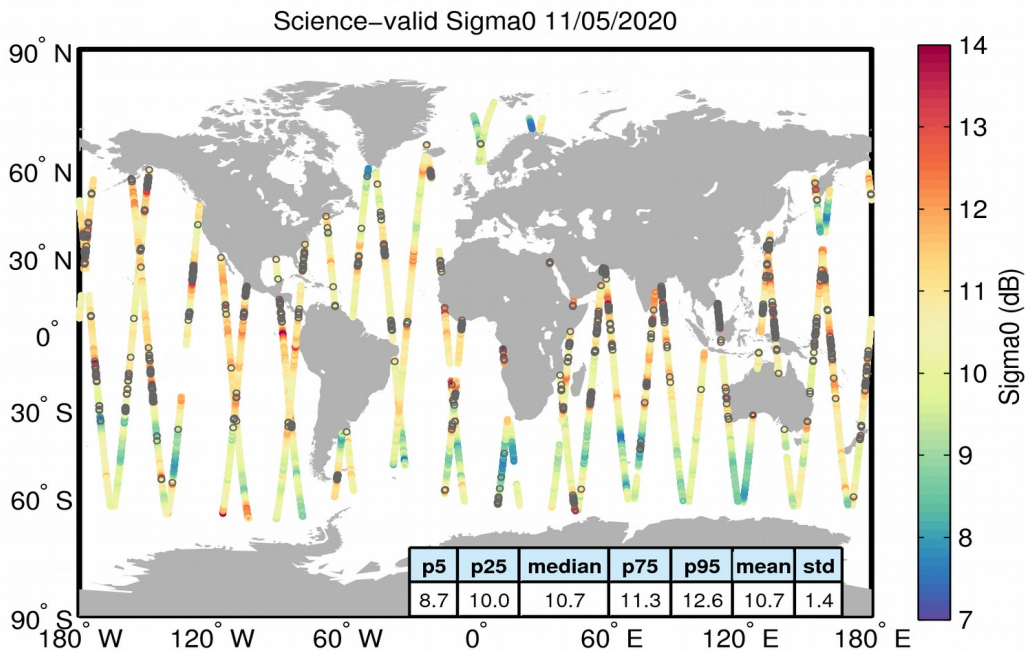 Science−valid Sigma0 11/05/2020
90° N
60° N
30° N
0°
30° S
60° S
90° S
180° W
120° W
60° W
0°
60° E
120° E
180° E
p5 p25 median p75 p95 mean std
8.7 10.0 10.7 11.3 12.6 10.7 1.4
14
13
12
11
10
9
8
7
Sigma0 (dB)